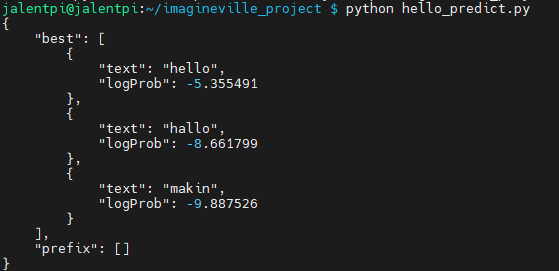 jalentpi@jalentpi:~/imagineville_project $ python hello_predict.py
{
    "best": [
        {
            "text": "hello",
            "logProb": -5.355491
        },
        {
            "text": "hallo",
            "logProb": -8.661799
        },
        {
            "text": "makin",
            "logProb": -9.887526
        }
    ],
    "prefix": []
}